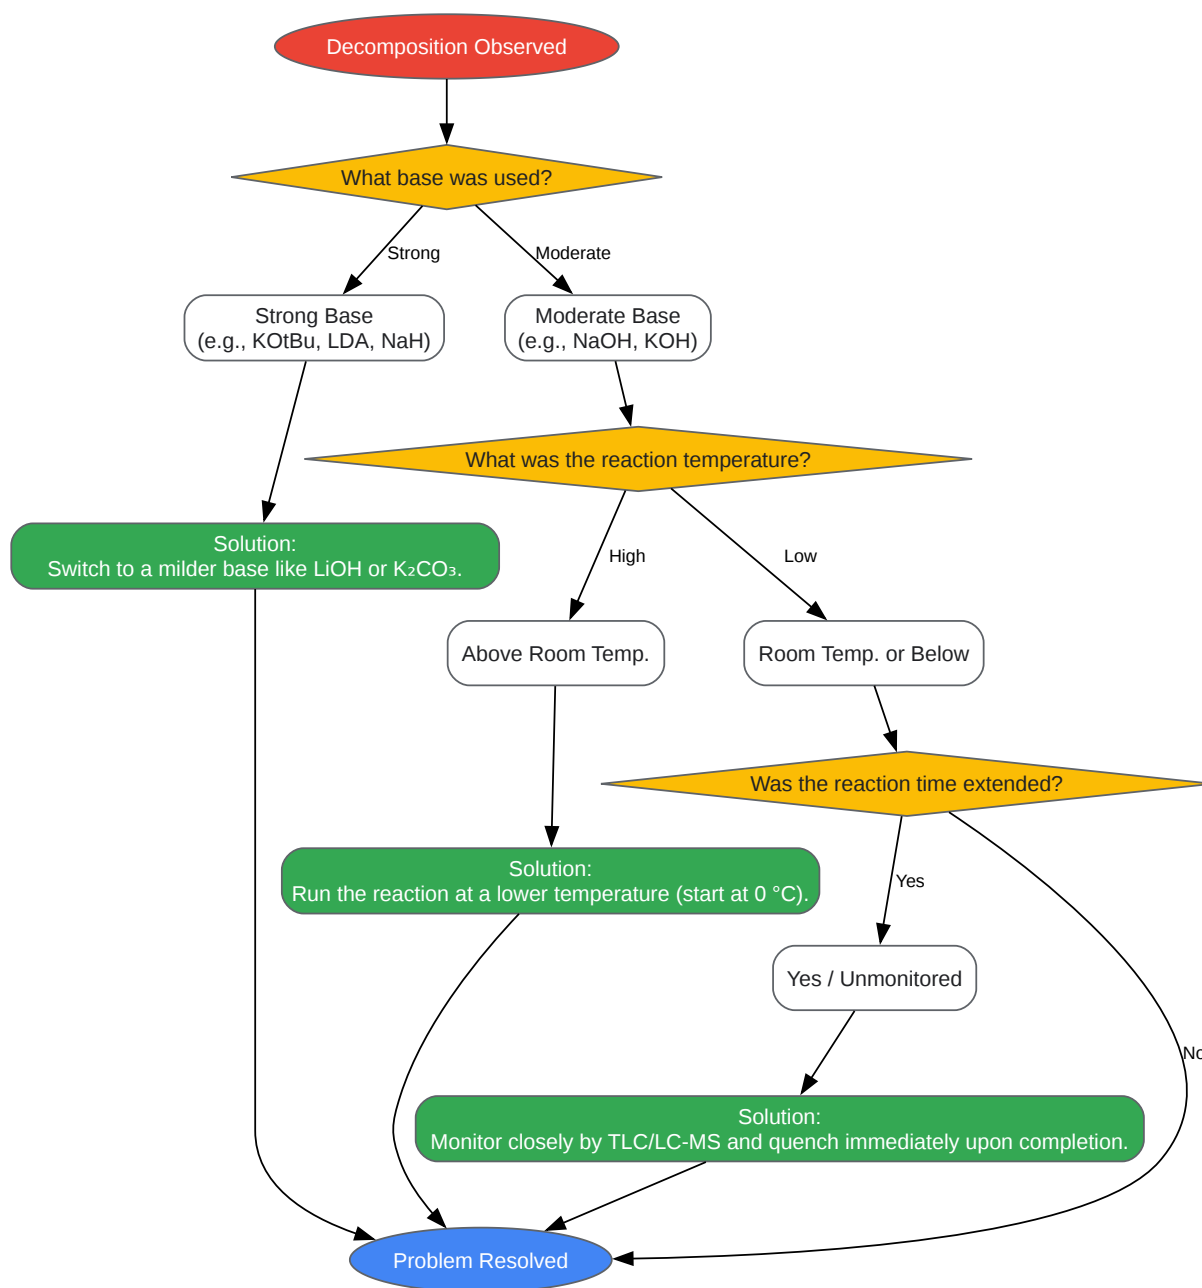 Decomposition Observed
What base was used?
Strong
Moderate
Strong Base
(e.g., KOtBu, LDA, NaH)
Moderate Base
(e.g., NaOH, KOH)
What was the reaction temperature?
Solution:
Switch to a milder base like LiOH or K₂CO₃.
High
Low
Above Room Temp.
Room Temp. or Below
Was the reaction time extended?
Solution:
Run the reaction at a lower temperature (start at 0 °C).
Yes
Yes / Unmonitored
No
Solution:
Monitor closely by TLC/LC-MS and quench immediately upon completion.
Problem Resolved